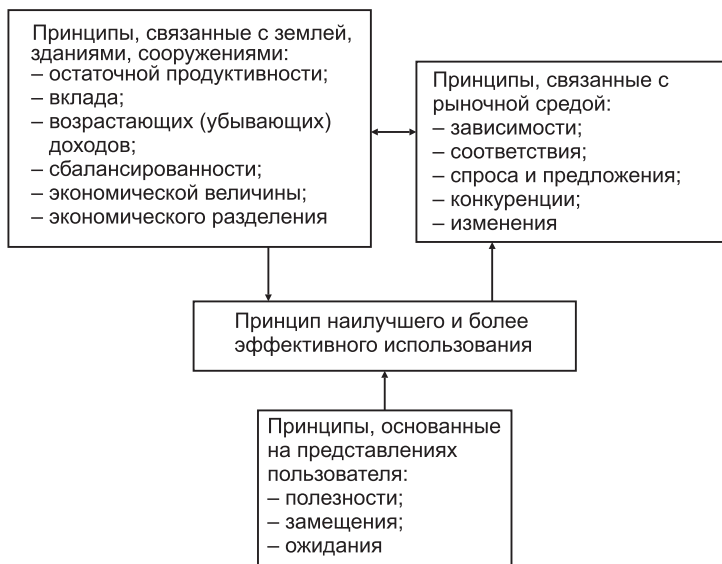 Принципы, связанные с землей,
зданиями, сооружениями:
– остаточной продуктивности;
– вклада;
– возрастающих (убывающих)
доходов;
– сбалансированности;
– экономической величины;
– экономического разделения
Принципы, связанные с
рыночной средой:
– зависимости;
– соответствия;
– спроса и предложения;
– конкуренции;
– изменения
Принцип наилучшего и более
эффективного использования
Принципы, основанные
на представлениях
пользователя:
– полезности;
– замещения;
– ожидания